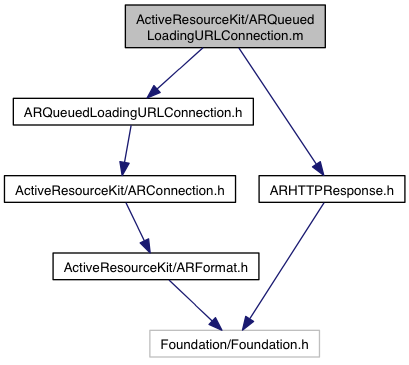 ActiveResourceKit/ARQueued
LoadingURLConnection.m
ARQueuedLoadingURLConnection.h
ActiveResourceKit/ARConnection.h
ARHTTPResponse.h
ActiveResourceKit/ARFormat.h
Foundation/Foundation.h